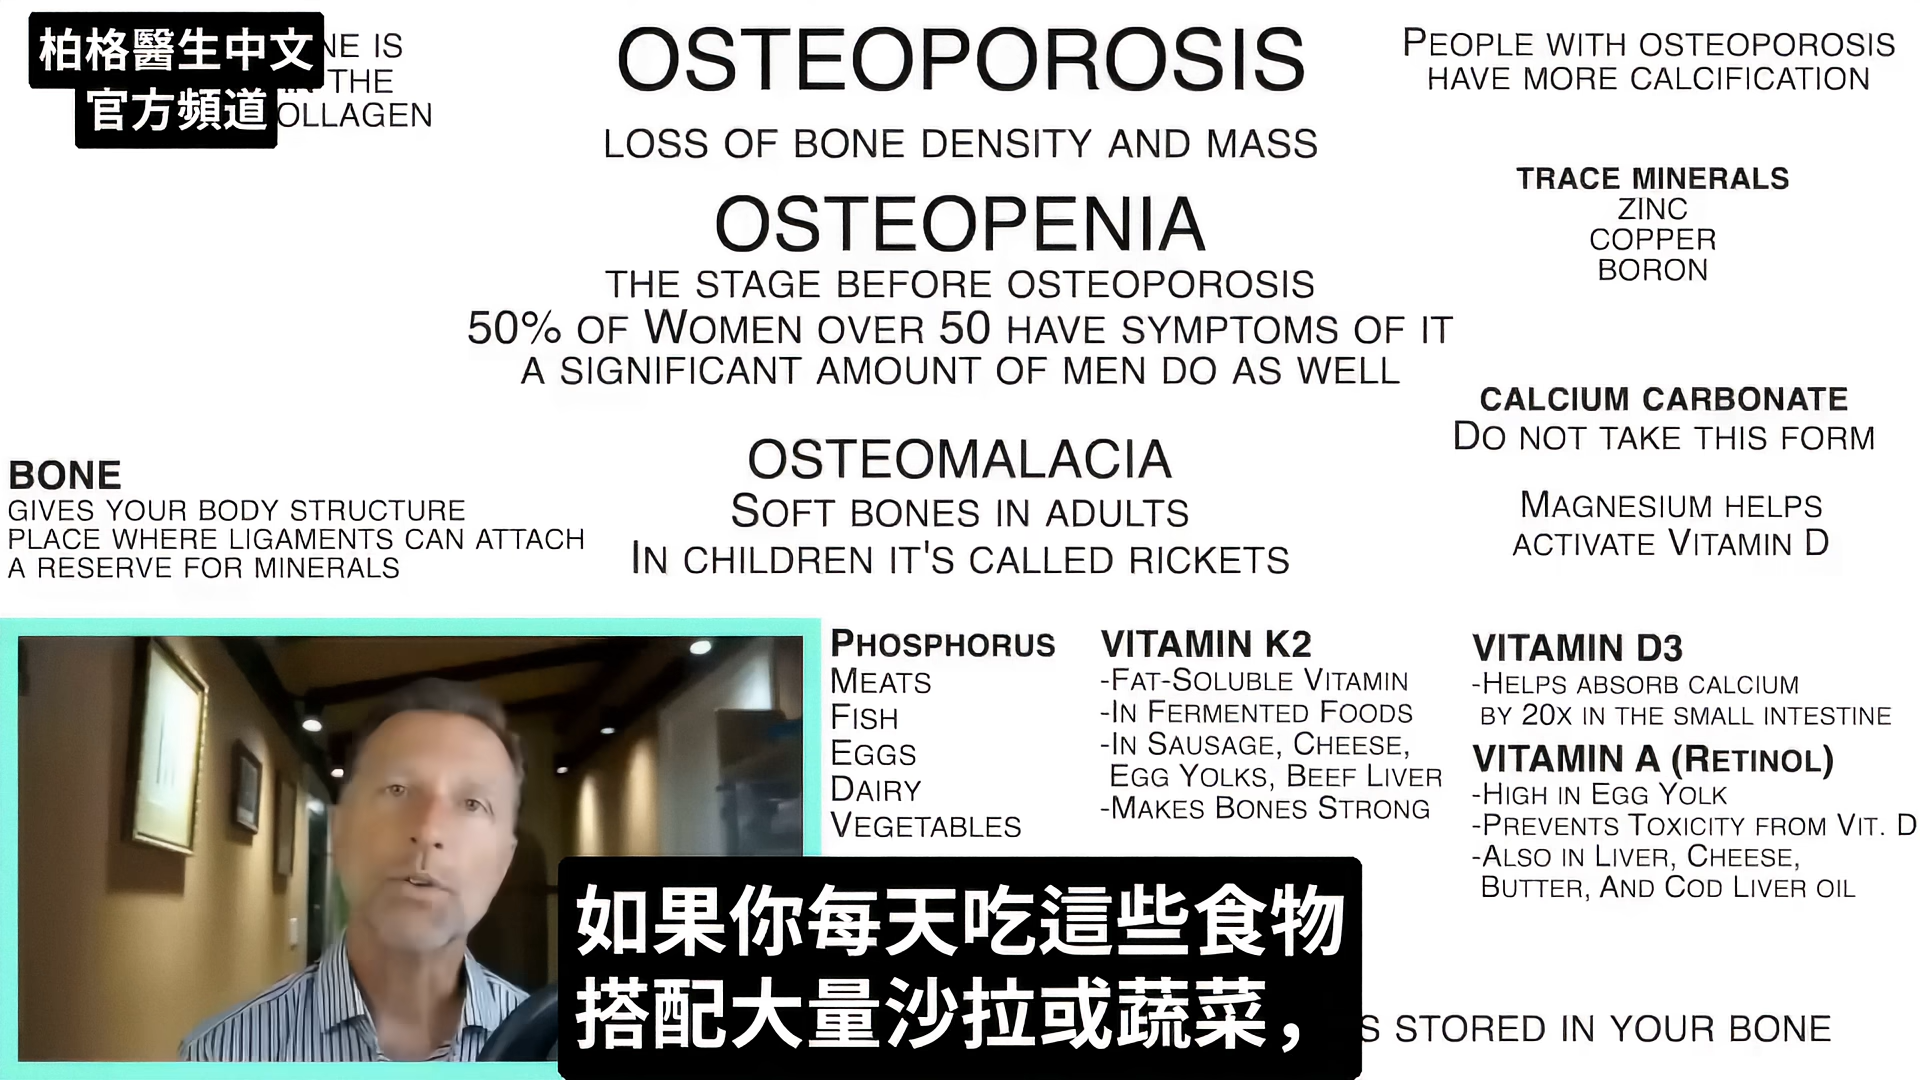 柏格醫生中文
官方頻道
NE IS
THE
OLLAGEN
OSTEOPOROSIS
LOSS OF BONE DENSITY AND MASS
OSTEOPENIA
THE STAGE BEFORE OSTEOPOROSIS
50% OF WOMEN OVER 50 HAVE SYMPTOMS OF IT
A SIGNIFICANT AMOUNT OF MEN DO AS WELL
OSTEOMALACIA
SOFT BONES IN ADULTS
IN CHILDREN IT'S CALLED RICKETS
PEOPLE WITH OSTEOPOROSIS
HAVE MORE CALCIFICATION
TRACE MINERALS
ZINC
COPPER
BORON
CALCIUM CARBONATE
DO NOT TAKE THIS FORM
MAGNESIUM HELPS
ACTIVATE VITAMIN D
BONE
GIVES YOUR BODY STRUCTURE
PLACE WHERE LIGAMENTS CAN ATTACH
A RESERVE FOR MINERALS
PHOSPHORUS
MEATS
FISH
EGGS
DAIRY
VEGETABLES
VITAMIN K2
-FAT-SOLUBLE VITAMIN
-IN FERMENTED FOODS
-IN SAUSAGE, CHEESE,
EGG YOLKS, BEEF LIVER
-MAKES BONES STRONG
VITAMIN D3
-HELPS ABSORB CALCIUM
BY 20X IN THE SMALL INTESTINE
VITAMIN A (RETINOL)
-HIGH IN EGG YOLK
-PREVENTS TOXICITY FROM VIT. D
-ALSO IN LIVER, CHEESE,
BUTTER, AND COD LIVER OIL
如果你每天吃這些食物
搭配大量沙拉或蔬菜，
S STORED IN YOUR BONE